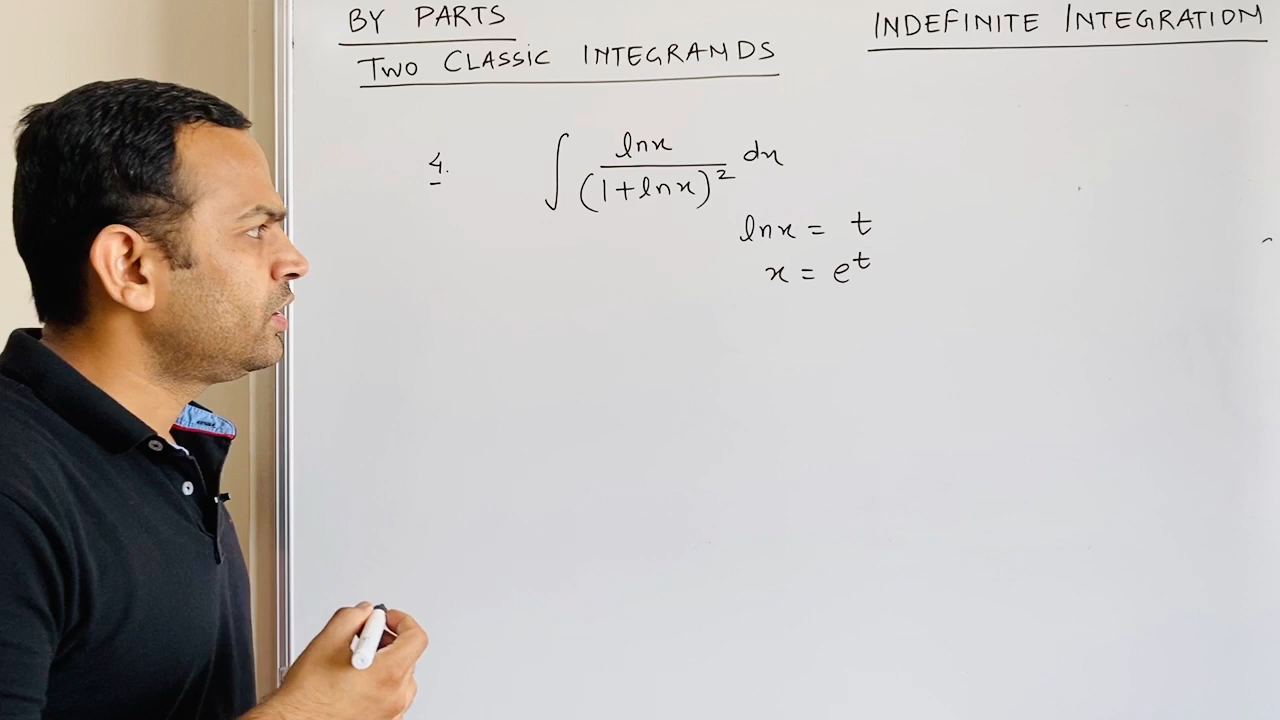 BY PARTS
TWO CLASSIC INTEGRANDS
INDEFINITE INTEGRATION
4. ∫ lnx / (1+lnx)² dx
lnx = t
x = e^t